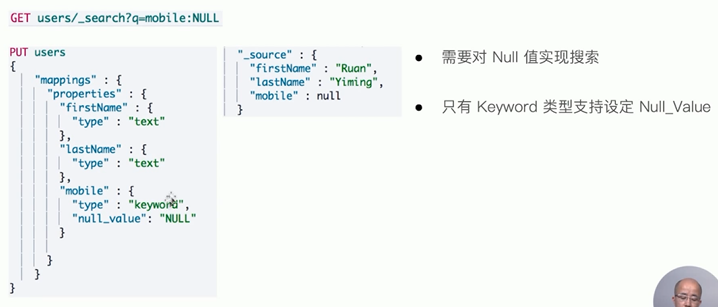 GET users/_search?q=mobile:NULL
PUT users
{
"mappings" : {
"properties" : {
"firstName" : {
"type" : "text"
},
"lastName" : {
"type" : "text"
},
"mobile" : {
"type" : "keyword",
"null_value": "NULL"
}
}
}
}
"_source" : {
"firstName" : "Ruan",
"lastName" : "Yiming",
"mobile" : null
}
● 需要对 Null 值实现搜索
● 只有 Keyword 类型支持设定 Null_Value